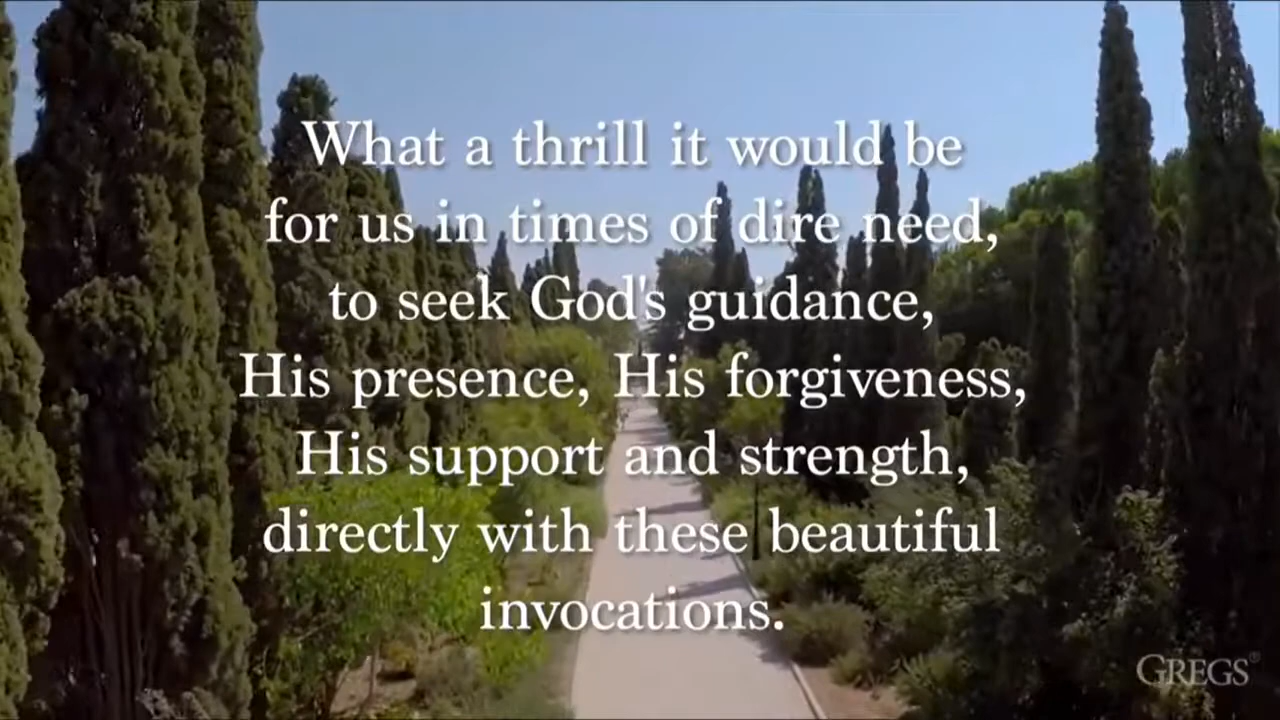 What a thrill it would be
for us in times of dire need,
to seek God's guidance,
His presence, His forgiveness,
His support and strength,
directly with these beautiful
invocations.
GREGS®